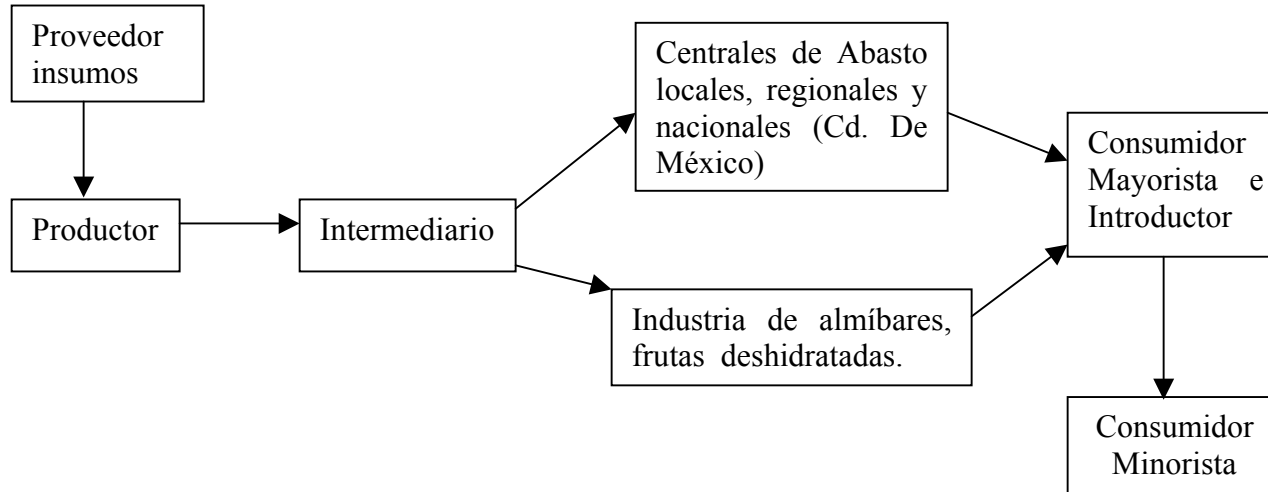 Proveedor
insumos
Productor
Intermediario
Centrales de Abasto
locales, regionales y
nacionales (Cd. De
México)
Industria de almíbares,
frutas deshidratadas.
Consumidor
Mayorista e
Introductor
Consumidor
Minorista